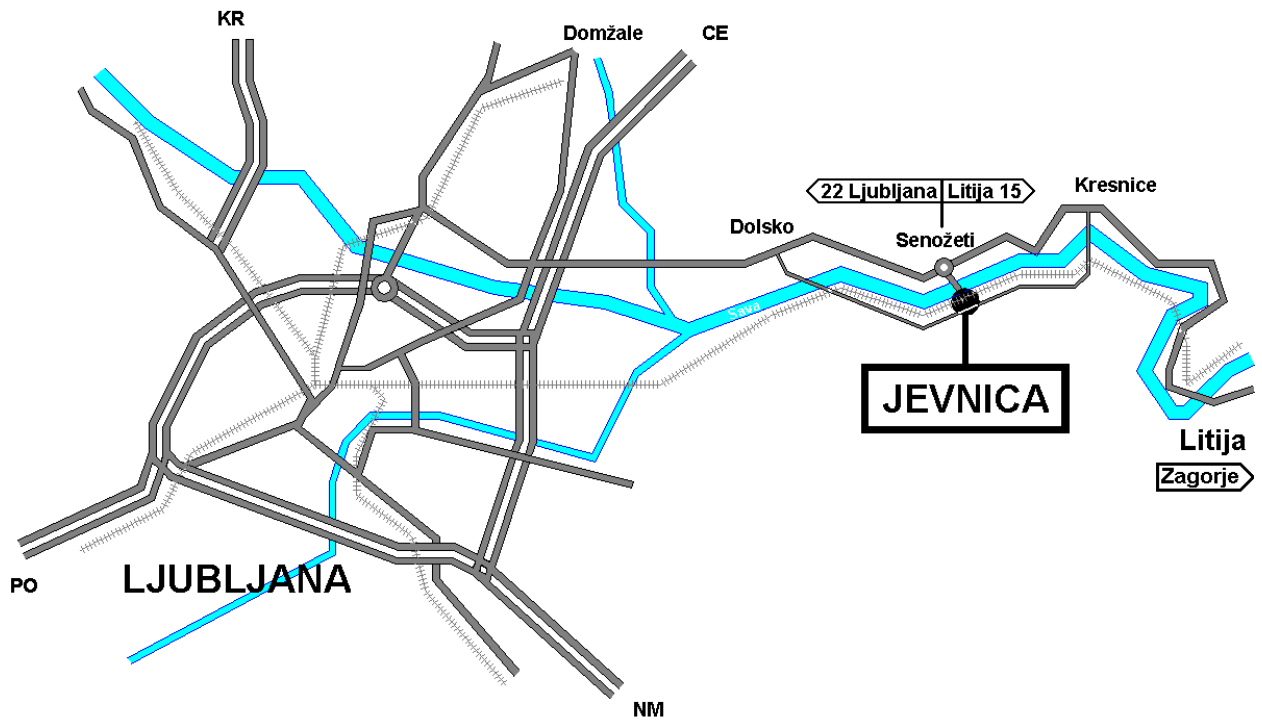 KR
Domžale
CE
22 Ljubljana Litija 15
Kresnice
Dolsko
Senožeti
Sava
JEVNICA
Litija
Zagorje
PO
LJUBLJANA
NM